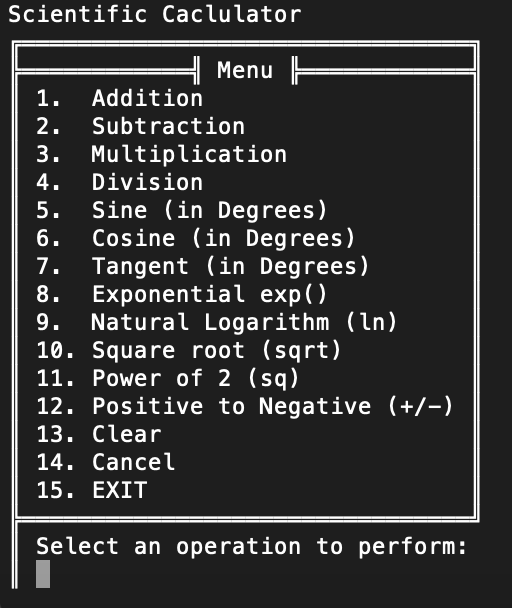 Scientific Caclulator
Menu
1. Addition
2. Subtraction
3. Multiplication
4. Division
5. Sine (in Degrees)
6. Cosine (in Degrees)
7. Tangent (in Degrees)
8. Exponential exp()
9. Natural Logarithm (ln)
10. Square root (sqrt)
11. Power of 2 (sq)
12. Positive to Negative (+/-)
13. Clear
14. Cancel
15. EXIT
Select an operation to perform: